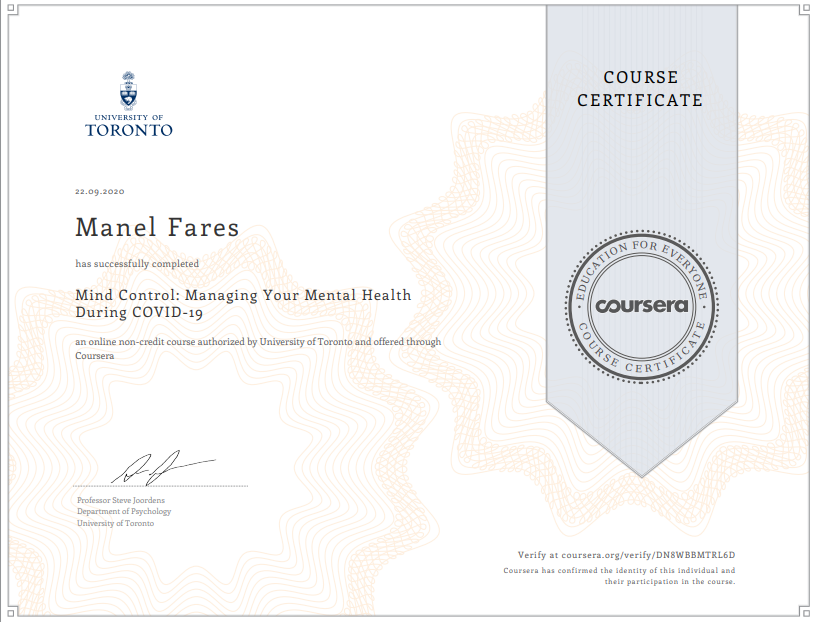 UNIVERSITY OF
TORONTO
COURSE
CERTIFICATE
22.09.2020
Manel Fares
has successfully completed
Mind Control: Managing Your Mental Health
During COVID-19
an online non-credit course authorized by University of Toronto and offered through
Coursera
EDUCATION FOR EVERYONE
coursera
COURSE CERTIFICATE
Professor Steve Joordens
Department of Psychology
University of Toronto
Verify at coursera.org/verify/DN8WBBMTRL6D
Coursera has confirmed the identity of this individual and
their participation in the course.